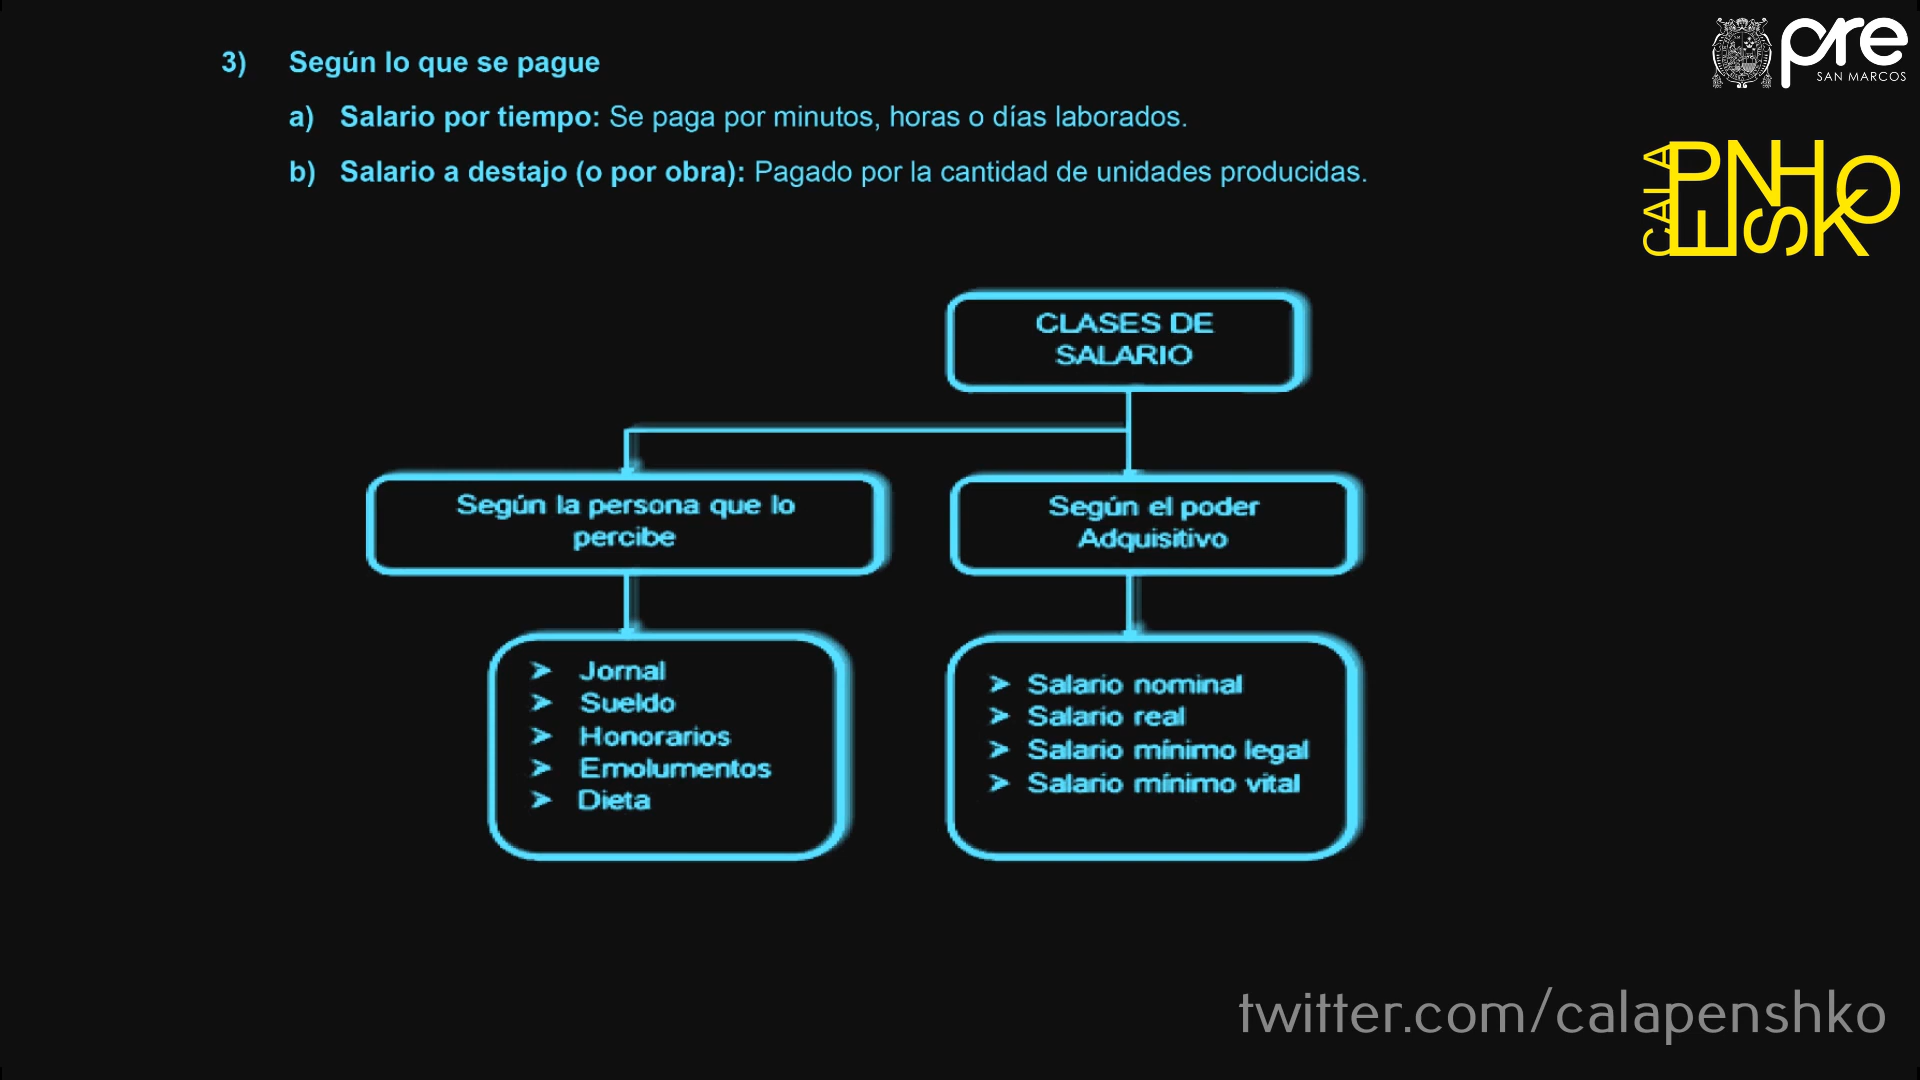 3) Según lo que se pague
a) Salario por tiempo: Se paga por minutos, horas o días laborados.
b) Salario a destajo (o por obra): Pagado por la cantidad de unidades producidas.
pre
SAN MARCOS
CALA
PENSHKO
CLASES DE
SALARIO
Según la persona que lo
percibe
Según el poder
Adquisitivo
➢ Jornal
➢ Sueldo
➢ Honorarios
➢ Emolumentos
➢ Dieta
➢ Salario nominal
➢ Salario real
➢ Salario mínimo legal
➢ Salario mínimo vital
twitter.com/calapenshko